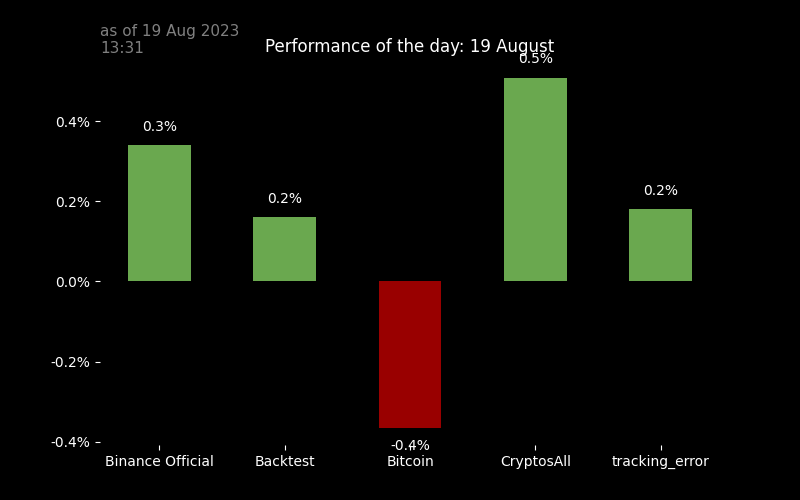 as of 19 Aug 2023
13:31
Performance of the day: 19 August
0.5%
0.4%
0.3%
0.2%
0.2%
0.2%
0.0%
-0.2%
-0.4%
-0.4%
Binance Official
Backtest
Bitcoin
CryptosAll
tracking_error